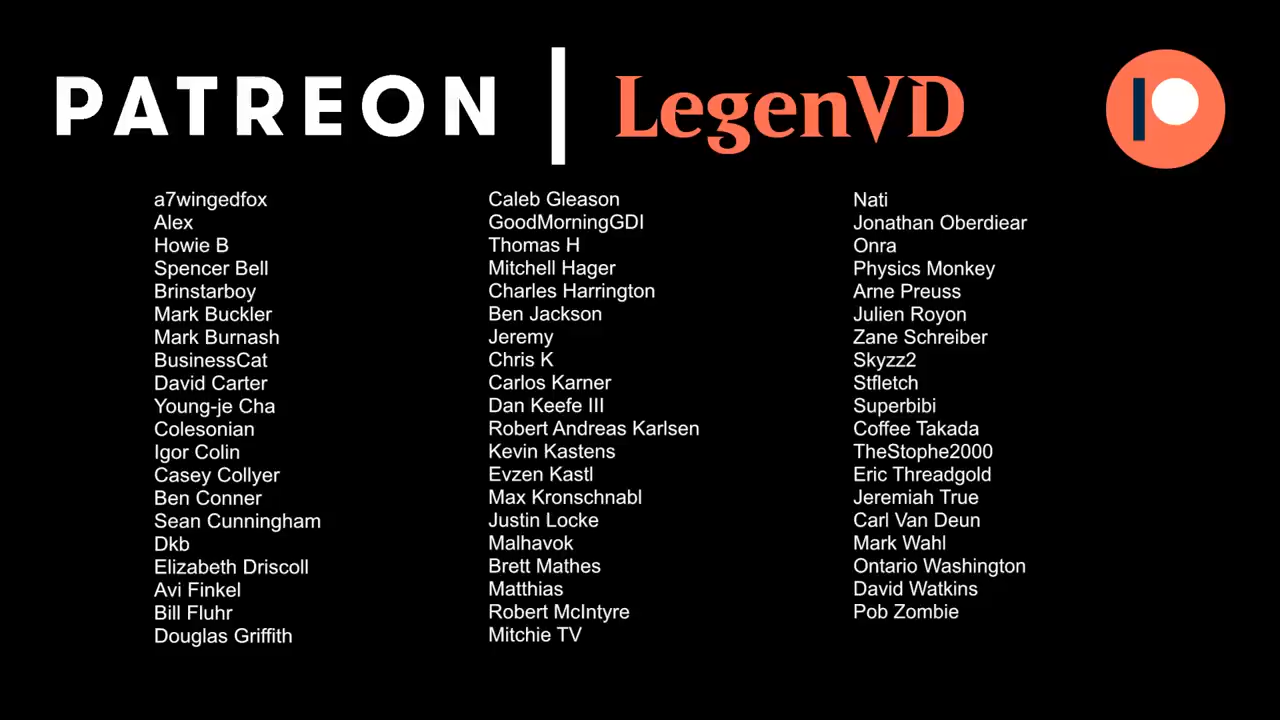 PATREON | LegenVD
a7wingedfox
Alex
Howie B
Spencer Bell
Brinstarboy
Mark Buckler
Mark Burnash
BusinessCat
David Carter
Young-je Cha
Colesonian
Igor Colin
Casey Collyer
Ben Conner
Sean Cunningham
Dkb
Elizabeth Driscoll
Avi Finkel
Bill Fluhr
Douglas Griffith
Caleb Gleason
GoodMorningGDI
Thomas H
Mitchell Hager
Charles Harrington
Ben Jackson
Jeremy
Chris K
Carlos Karner
Dan Keefe III
Robert Andreas Karlsen
Kevin Kastens
Evzen Kastl
Max Kronschnabl
Justin Locke
Malhavok
Brett Mathes
Matthias
Robert McIntyre
Mitchie TV
Nati
Jonathan Oberdiear
Onra
Physics Monkey
Arne Preuss
Julien Royon
Zane Schreiber
Skyzz2
Stfletch
Superbibi
Coffee Takada
TheStophe2000
Eric Threadgold
Jeremiah True
Carl Van Deun
Mark Wahl
Ontario Washington
David Watkins
Pob Zombie